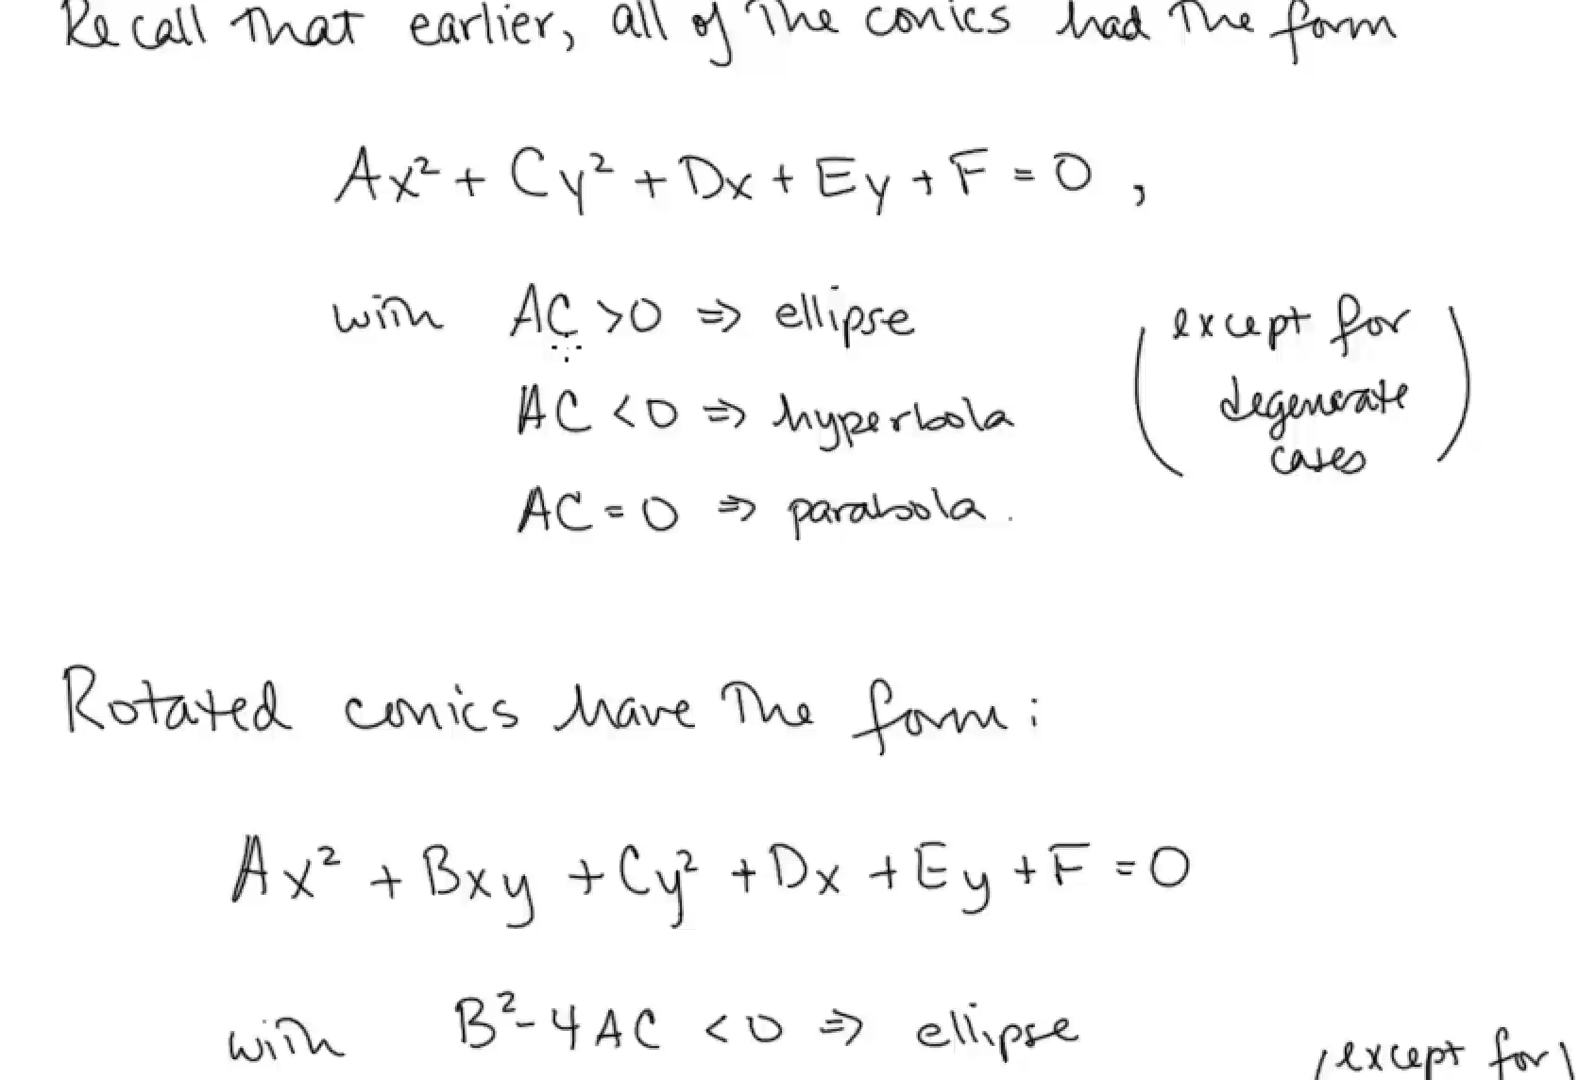 Recall that earlier, all of the conics had the form
Ax² + Cy² + Dx + Ey + F = 0 ,
with AC > 0 ⇒ ellipse
AC < 0 ⇒ hyperbola
AC = 0 ⇒ parabola.
(except for
degenerate
cases)
Rotated conics have the form:
Ax² + Bxy + Cy² + Dx + Ey + F = 0
with B² - 4AC < 0 ⇒ ellipse
(except for)